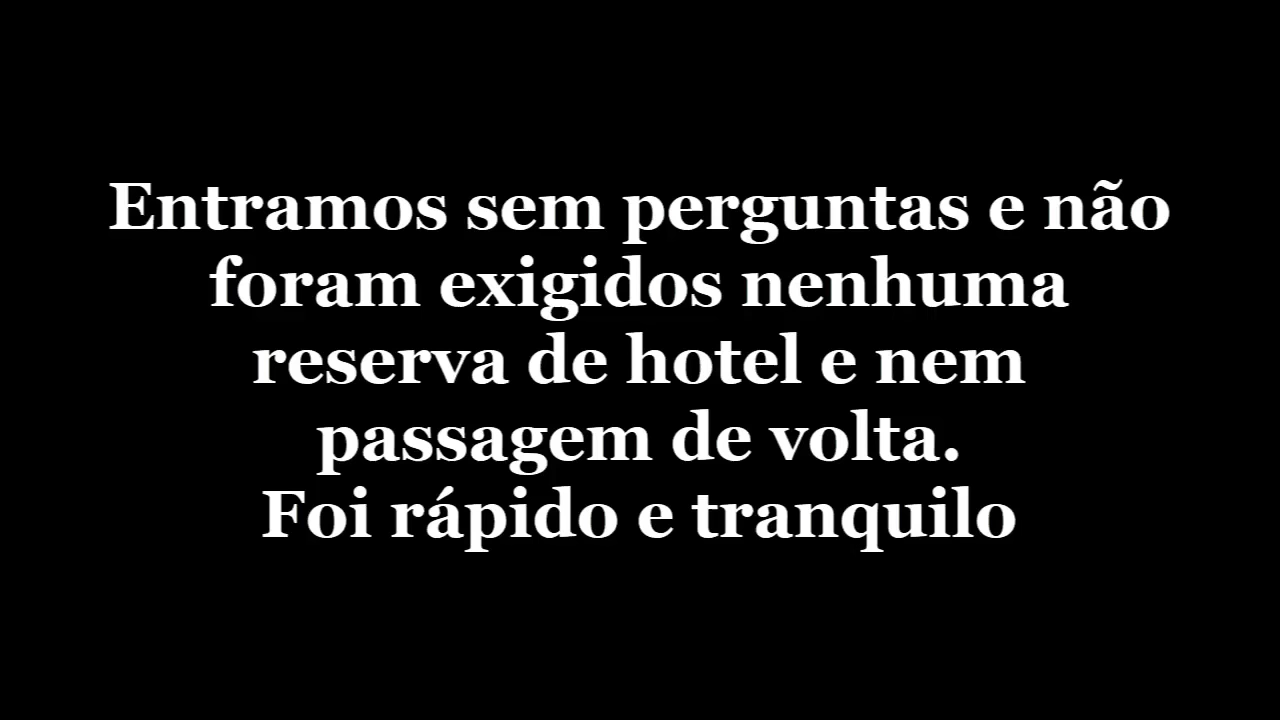 Entramos sem perguntas e não
foram exigidos nenhuma
reserva de hotel e nem
passagem de volta.
Foi rápido e tranquilo